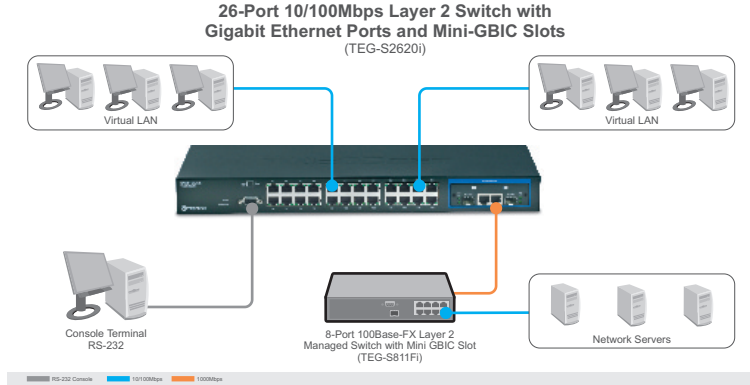 26-Port 10/100Mbps Layer 2 Switch with
Gigabit Ethernet Ports and Mini-GBIC Slots
(TEG-S2620i)
Virtual LAN
Virtual LAN
Console Terminal
RS-232
8-Port 100Base-FX Layer 2
Managed Switch with Mini GBIC Slot
(TEG-S811Fi)
Network Servers
RS-232 Console
10/100Mbps
1000Mbps